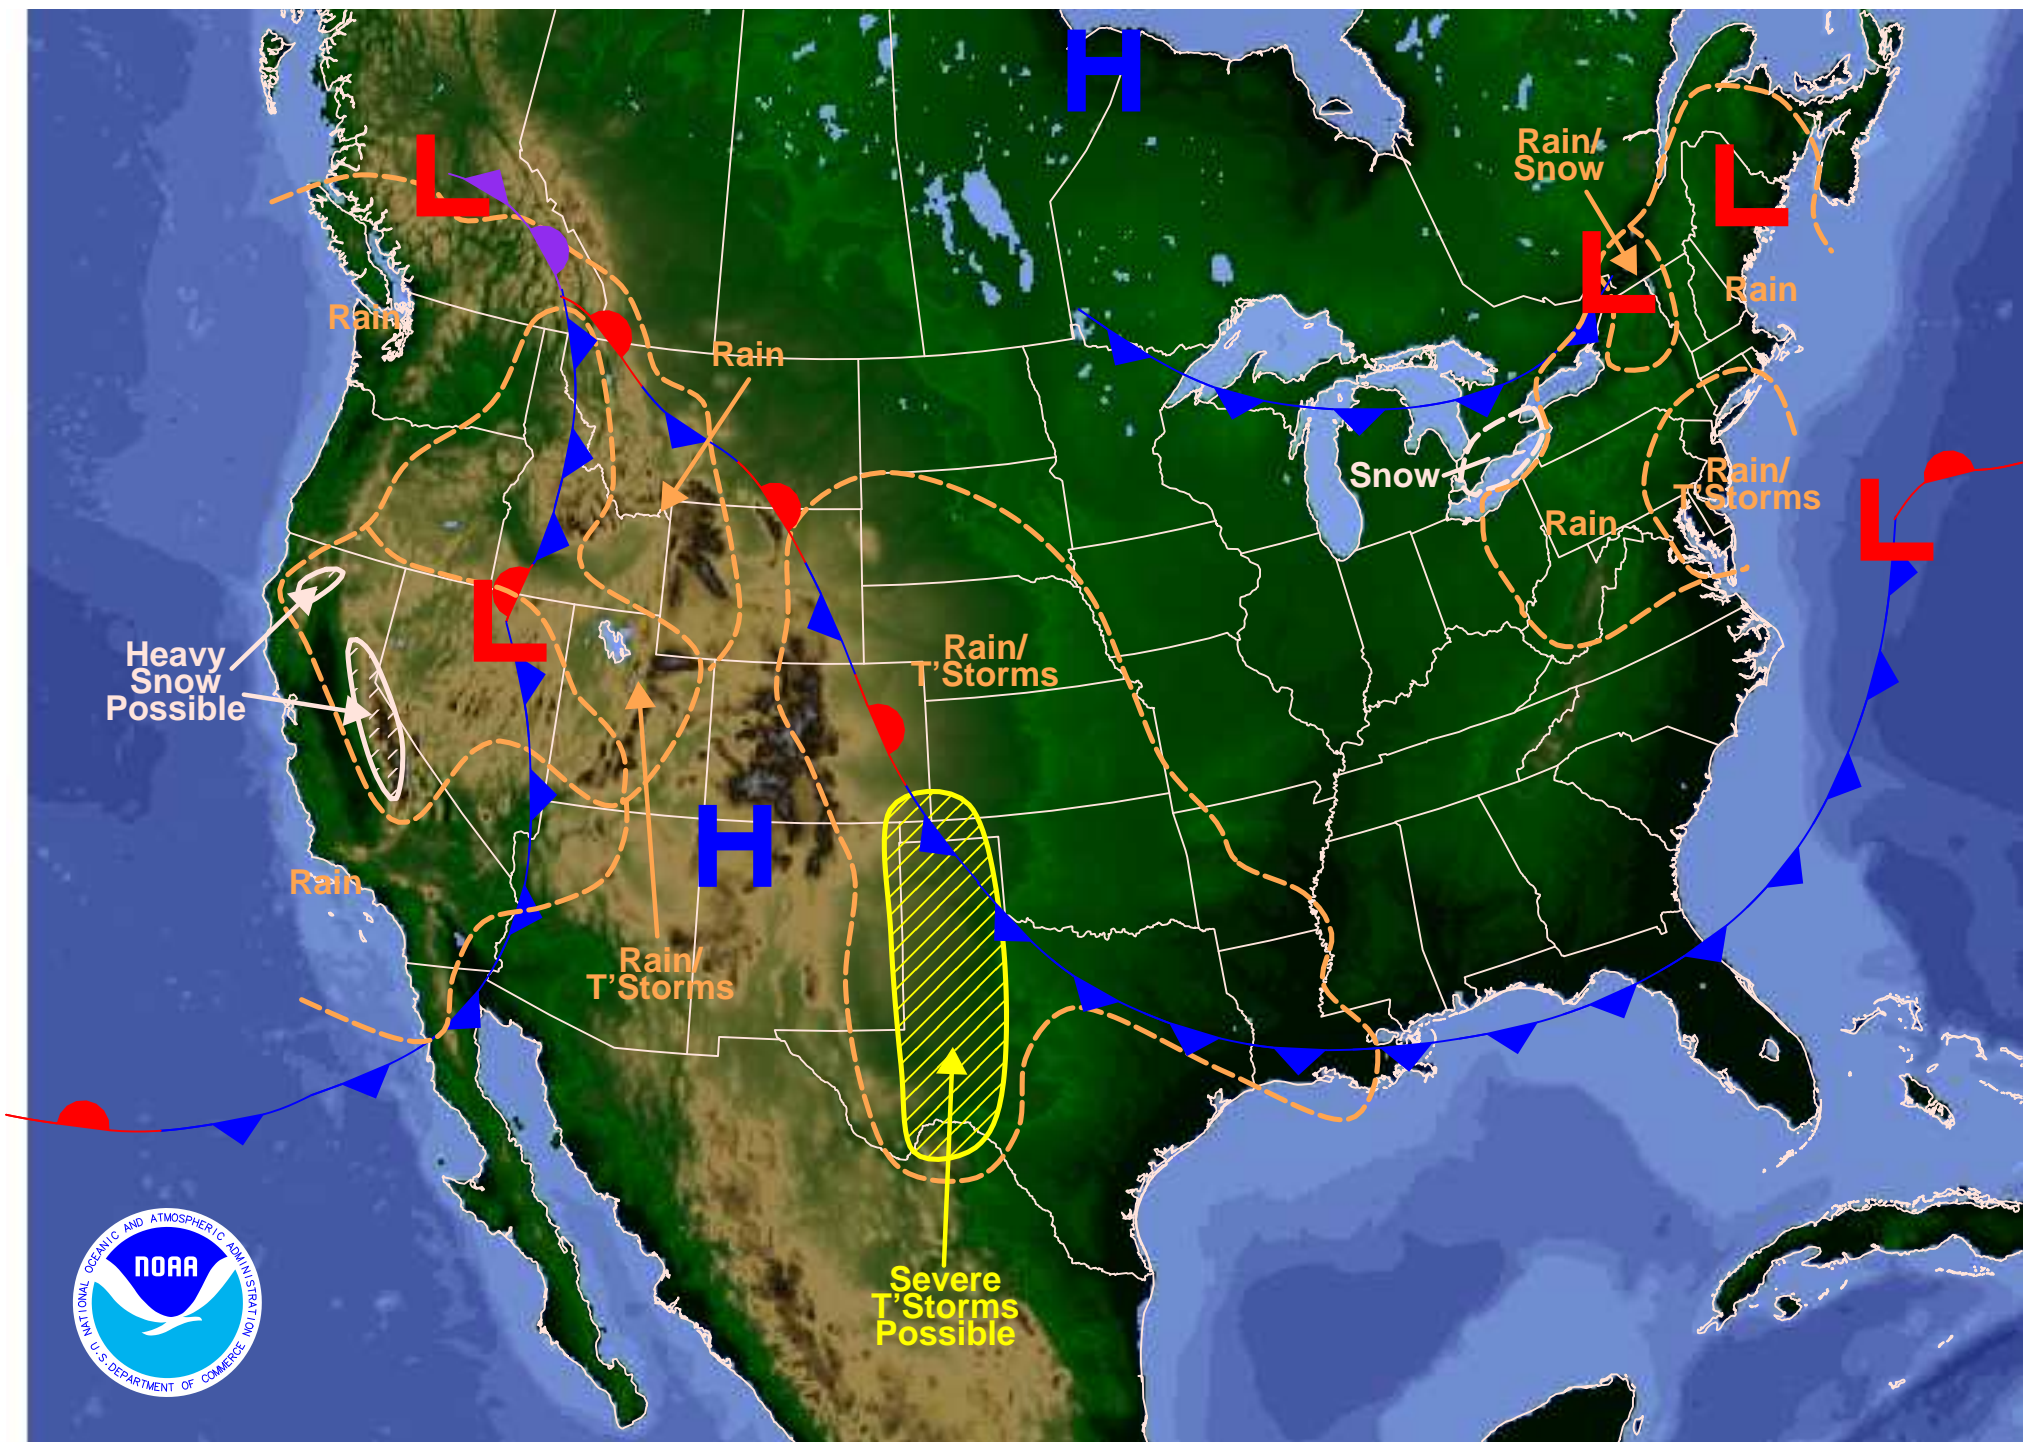 H
L
Rain/
Snow
L
L
Rain
Rain
Rain
L
Snow
Rain/
T'Storms
Rain
L
Heavy
Snow
Possible
L
Rain/
T'Storms
H
Rain
Rain/
T'Storms
Severe
T'Storms
Possible
NATIONAL OCEANIC AND ATMOSPHERIC ADMINISTRATION
NOAA
U.S. DEPARTMENT OF COMMERCE